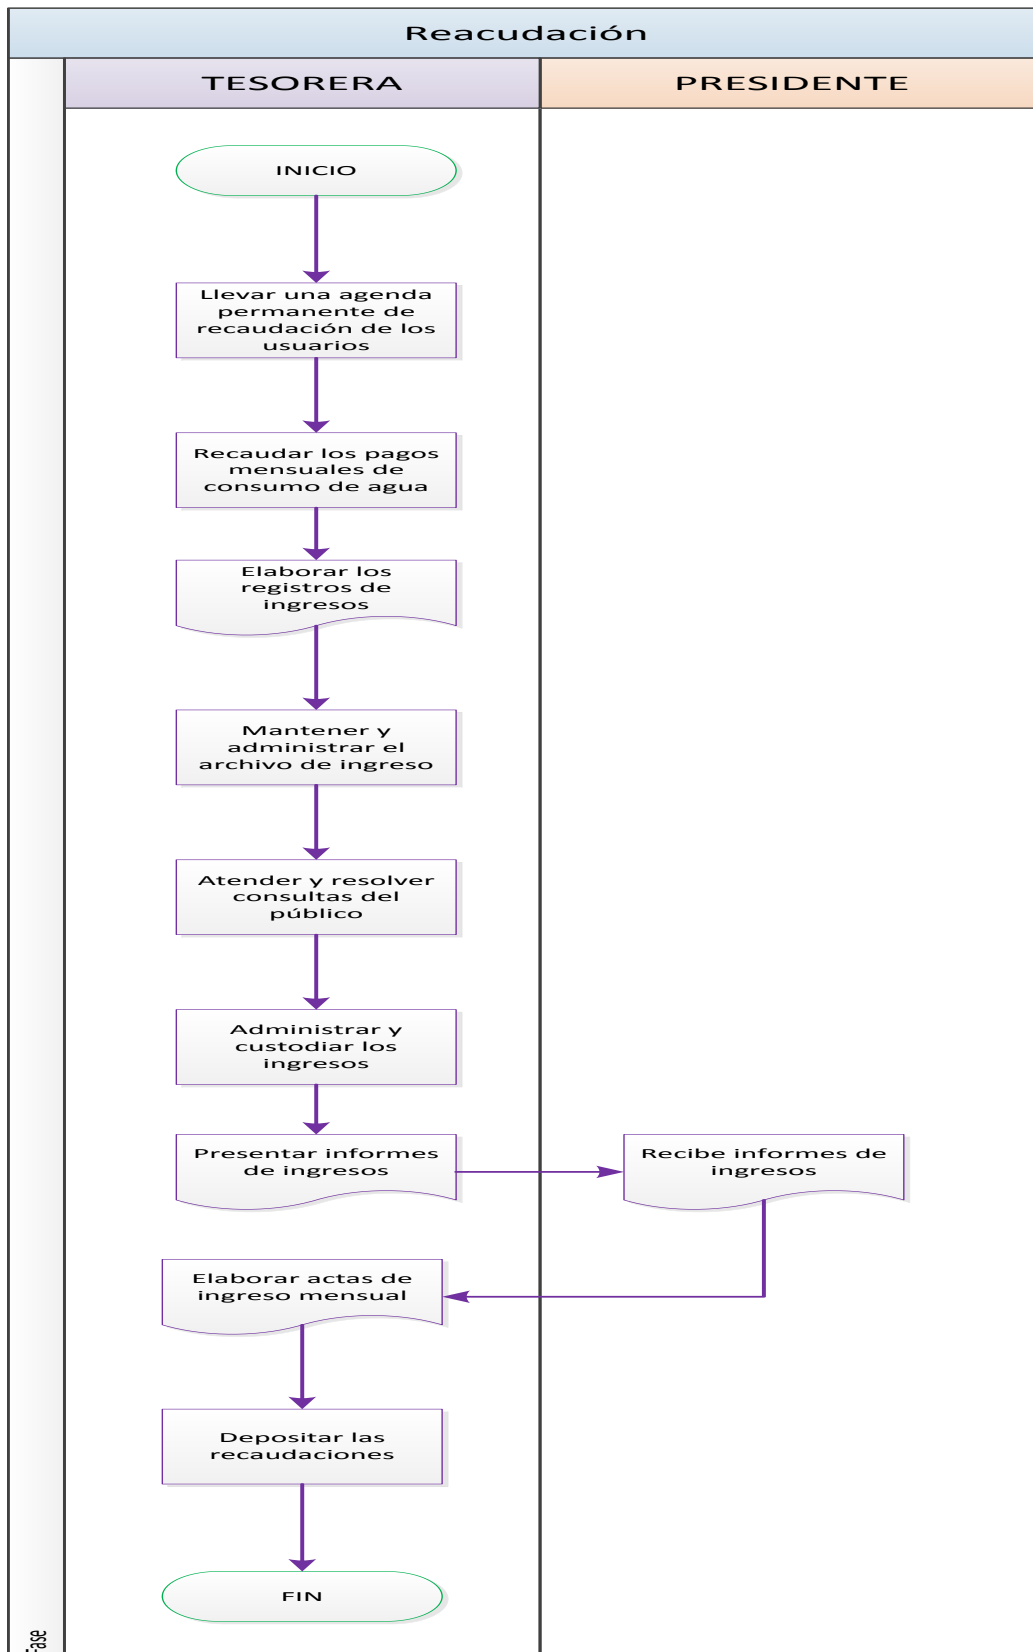 Reacudación
TESORERA
PRESIDENTE
INICIO
Llevar una agenda
permanente de
recaudación de los
usuarios
Recaudar los pagos
mensuales de
consumo de agua
Elaborar los
registros de
ingresos
Mantener y
administrar el
archivo de ingreso
Atender y resolver
consultas del
público
Administrar y
custodiar los
ingresos
Presentar informes
de ingresos
Recibe informes de
ingresos
Elaborar actas de
ingreso mensual
Depositar las
recaudaciones
FIN
Fase